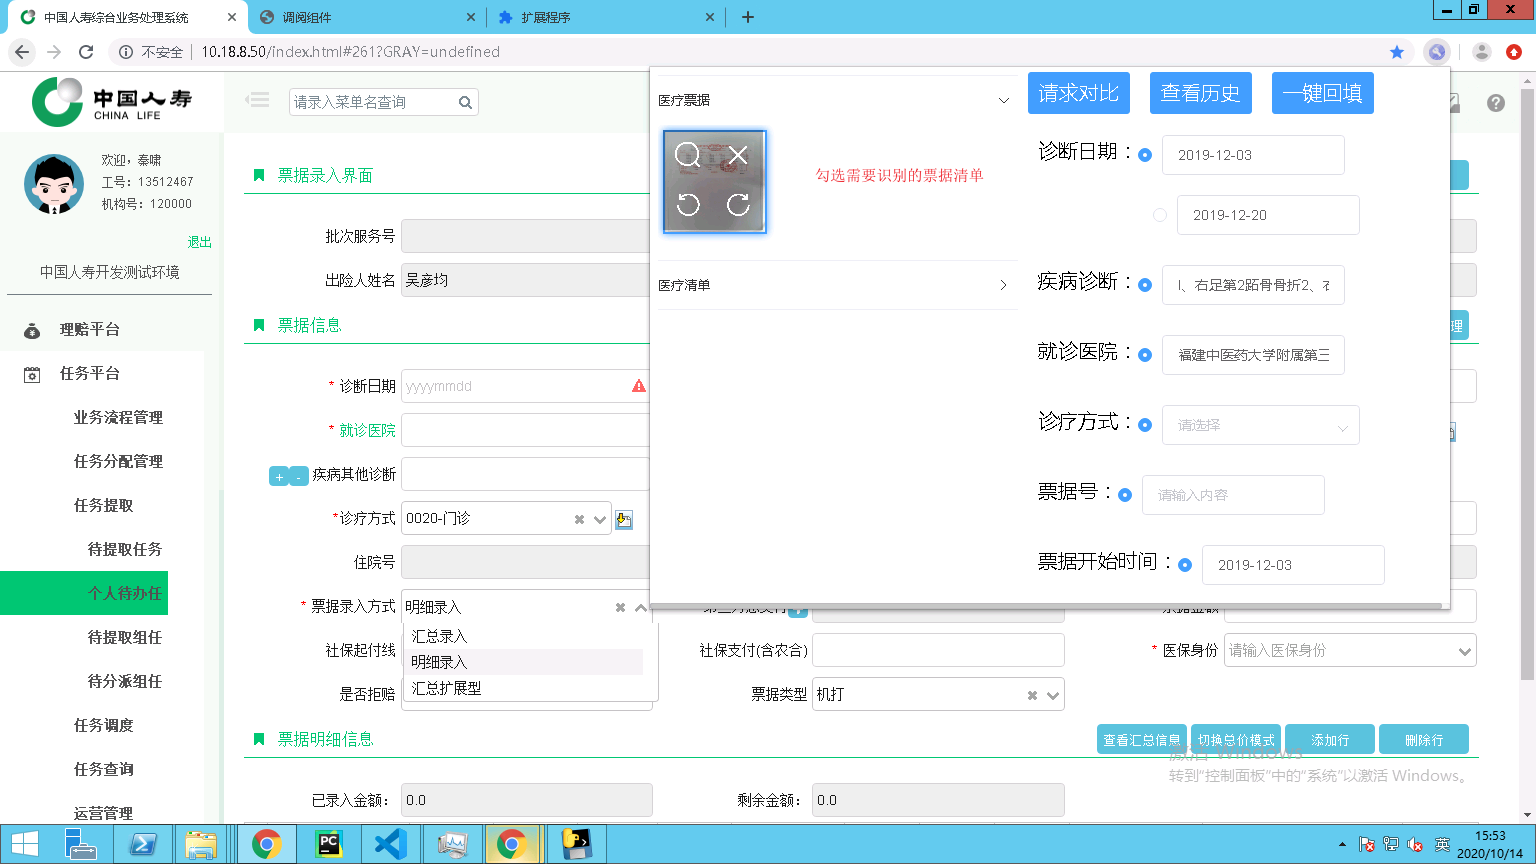 中国人寿综合业务处理系统
调阅组件
扩展程序
不安全
10.18.8.50/index.html#261?GRAY=undefined
中国人寿
CHINA LIFE
请录入菜单名查询
欢迎，秦啸
工号：13512467
机构号：120000
退出
中国人寿开发测试环境
理赔平台
任务平台
业务流程管理
任务分配管理
任务提取
待提取任务
个人待办任
待提取组任
待分派组任
任务调度
任务查询
运营管理
票据录入界面
批次服务号
出险人姓名 吴彦均
票据信息
理
* 诊断日期 yyyymmdd
* 就诊医院
+ - 疾病其他诊断
*诊疗方式 0020-门诊
住院号
* 票据录入方式 明细录入
汇总录入
明细录入
汇总扩展型
社保起付线
社保支付(含农合)
* 医保身份 请输入医保身份
是否拒赔
票据类型 机打
票据明细信息
查看汇总信息 切换总价模式 添加行 删除行
已录入金额： 0.0
剩余金额： 0.0
医疗票据
勾选需要识别的票据清单
医疗清单
请求对比 查看历史 一键回填
诊断日期： 2019-12-03
2019-12-20
疾病诊断： 1、右足第2跖骨骨折2、右
就诊医院： 福建中医药大学附属第三
诊疗方式： 请选择
票据号： 请输入内容
票据开始时间： 2019-12-03
激活 Windows
转到"控制面板"中的"系统"以激活 Windows。
英
15:53
2020/10/14